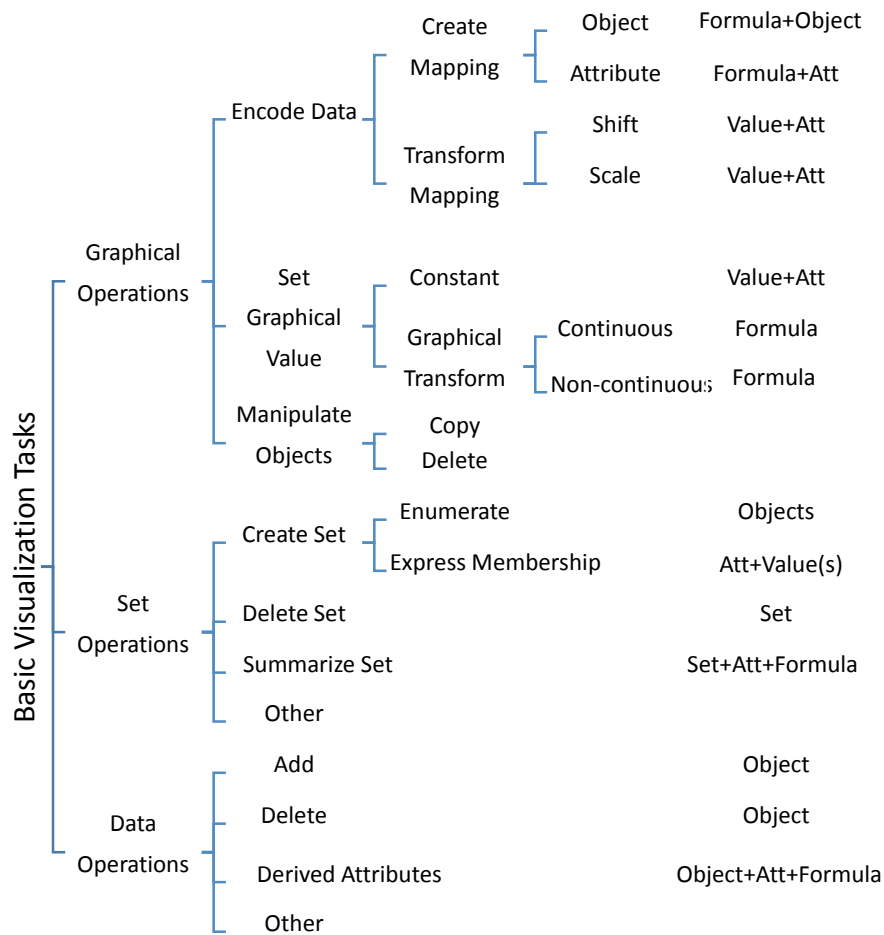 Basic Visualization Tasks
Graphical
Operations
Encode Data
Create
Mapping
Object
Formula+Object
Attribute
Formula+Att
Transform
Mapping
Shift
Value+Att
Scale
Value+Att
Set
Graphical
Value
Constant
Value+Att
Graphical
Transform
Continuous
Formula
Non-continuous
Formula
Manipulate
Objects
Copy
Delete
Set
Operations
Create Set
Enumerate
Objects
Express Membership
Att+Value(s)
Delete Set
Set
Summarize Set
Set+Att+Formula
Other
Data
Operations
Add
Object
Delete
Object
Derived Attributes
Object+Att+Formula
Other